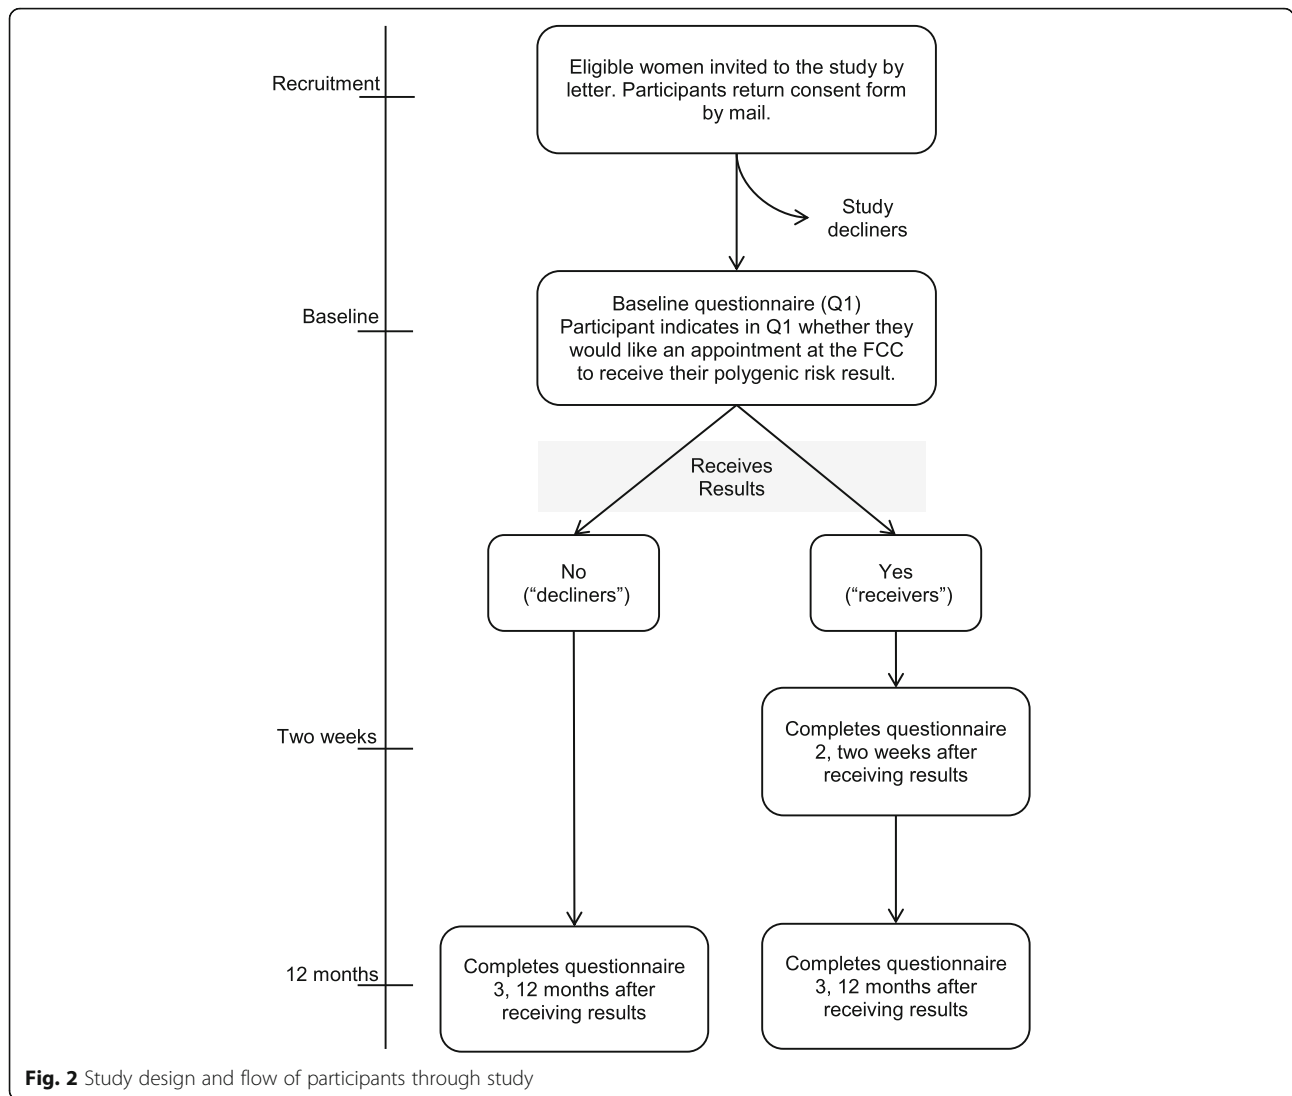 Recruitment
Eligible women invited to the study by
letter. Participants return consent form
by mail.
Study
decliners
Baseline
Baseline questionnaire (Q1)
Participant indicates in Q1 whether they
would like an appointment at the FCC
to receive their polygenic risk result.
Receives
Results
No
(“decliners”)
Yes
(“receivers”)
Two weeks
Completes questionnaire
2, two weeks after
receiving results
12 months
Completes questionnaire
3, 12 months after
receiving results
Completes questionnaire
3, 12 months after
receiving results
Fig. 2 Study design and flow of participants through study